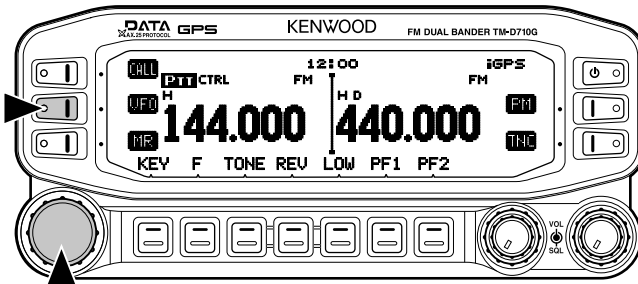 DATA GPS KENWOOD FM DUAL BANDER TM-D710G
AX.25 PROTOCOL
CALL 12:00 iGPS
PTT CTRL FM FM
VFO H H D PM
144.000 440.000
MR TNC
KEY F TONE REV LOW PF1 PF2
VOL
SQL